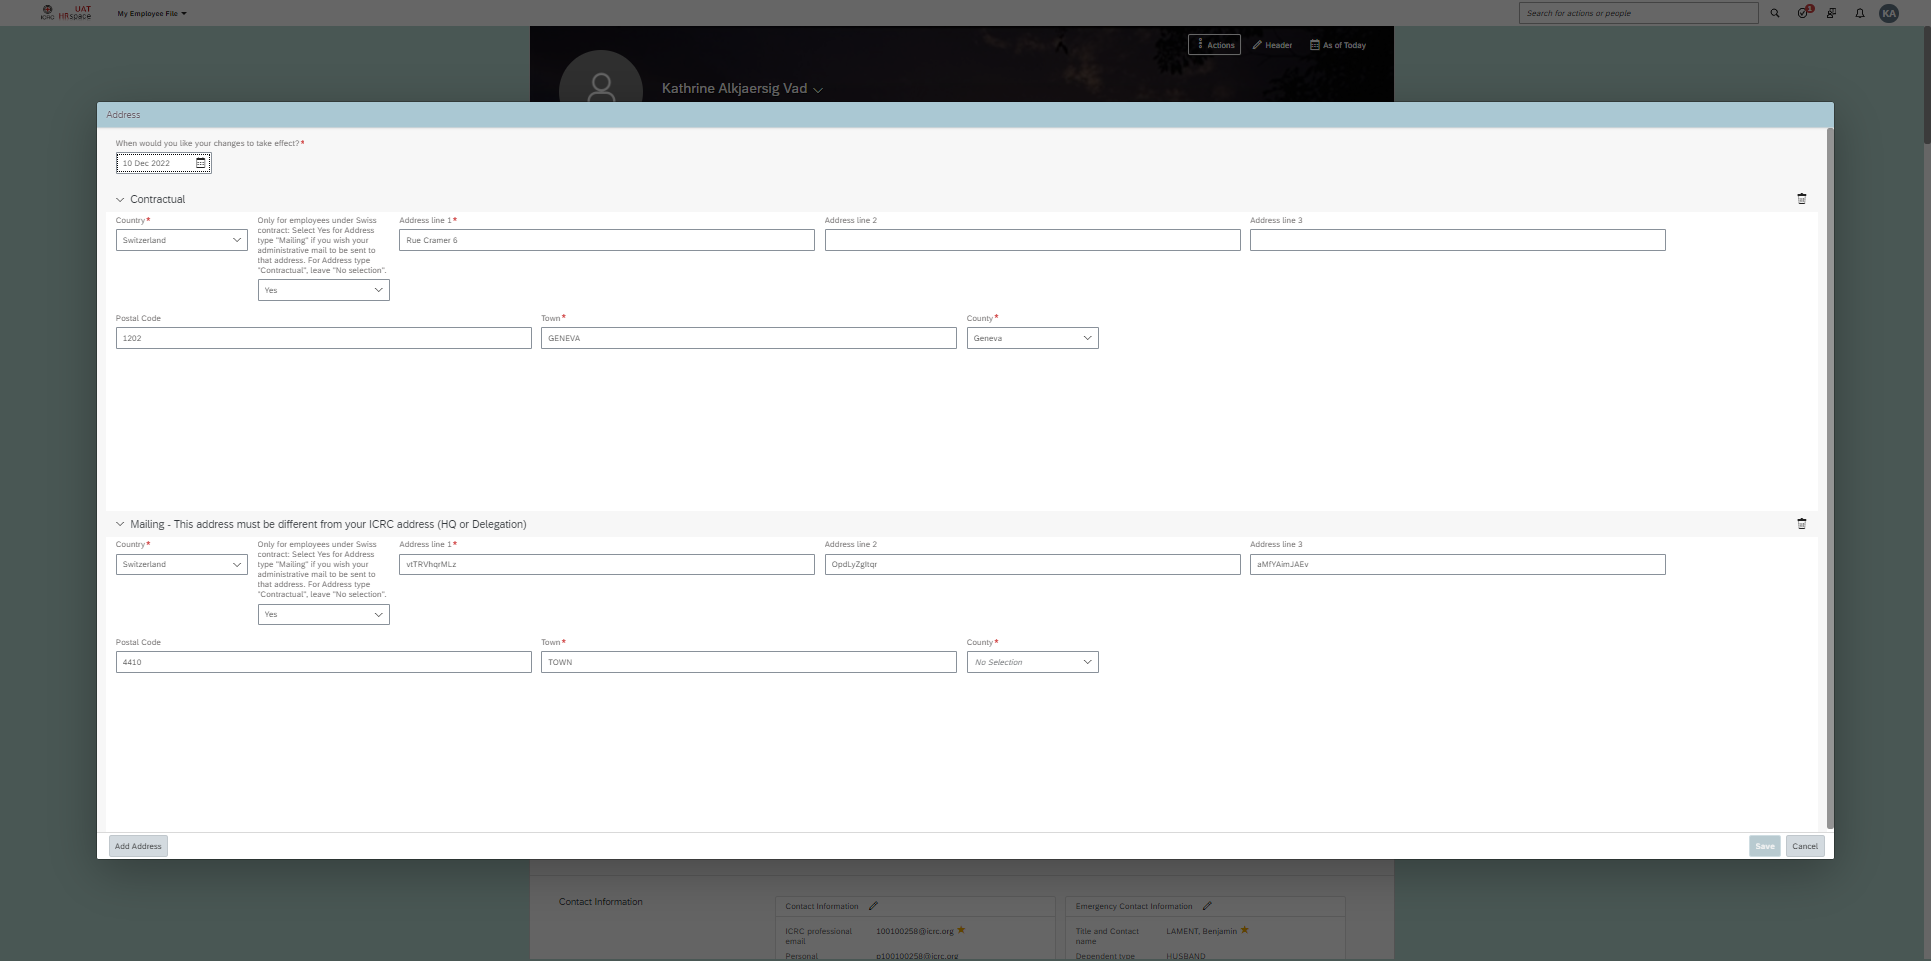 ICRC
UAT
HRspace
My Employee File
Search for actions or people
1
KA
Actions
Header
As of Today
Kathrine Alkjaersig Vad
Address
When would you like your changes to take effect?*
10 Dec 2022
Contractual
Country*
Switzerland
Only for employees under Swiss
contract: Select Yes for Address
type "Mailing" if you wish your
administrative mail to be sent to
that address. For Address type
"Contractual", leave "No selection".
Yes
Address line 1*
Rue Cramer 6
Address line 2
Address line 3
Postal Code
1202
Town*
GENEVA
County*
Geneva
Mailing - This address must be different from your ICRC address (HQ or Delegation)
Country*
Switzerland
Only for employees under Swiss
contract: Select Yes for Address
type "Mailing" if you wish your
administrative mail to be sent to
that address. For Address type
"Contractual", leave "No selection".
Yes
Address line 1*
vtTRVhqrMLz
Address line 2
OpdLyZgltqr
Address line 3
aMfYAimJAEv
Postal Code
4410
Town*
TOWN
County*
No Selection
Add Address
Save
Cancel
Contact Information
Contact Information
ICRC professional
email
100100258@icrc.org
Personal
p100100258@icrc.org
Emergency Contact Information
Title and Contact
name
LAMENT, Benjamin
Dependent type
HUSBAND